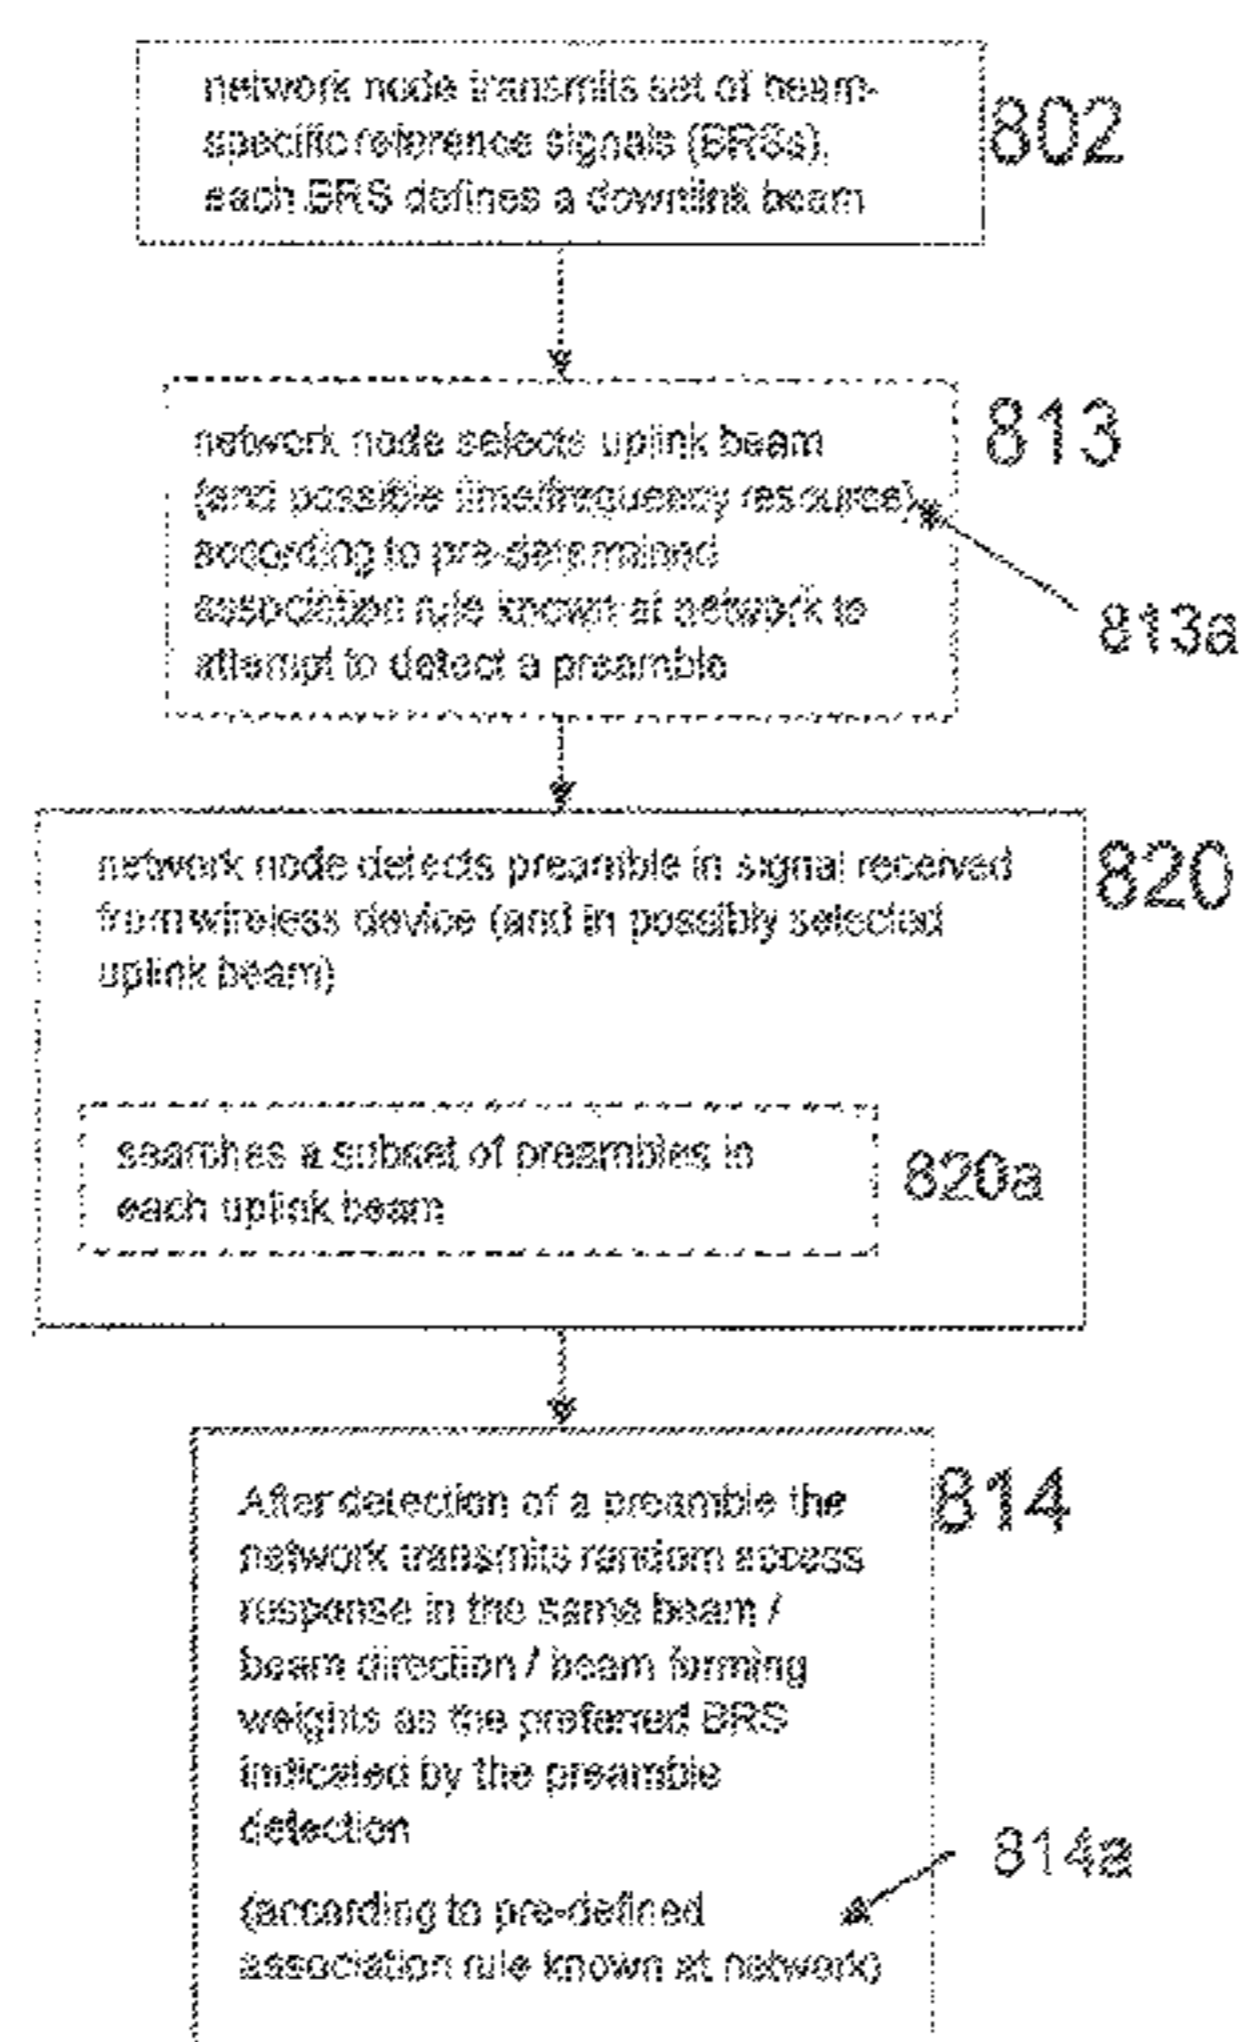 network node transmits set of beam-
specific reference signals (BRSs),
each BRS defines a downlink beam
802
network node selects uplink beam
(and possible time/frequency resource)
according to pre-determined
association rule known at network to
attempt to detect a preamble
813
813a
network node detects preamble in signal received
from wireless device (and in possibly selected
uplink beam)
820
searches a subset of preambles in
each uplink beam
820a
After detection of a preamble the
network transmits random access
response in the same beam /
beam direction / beam forming
weights as the preferred BRS
indicated by the preamble
detection
814
814a
(according to pre-defined
association rule known at network)